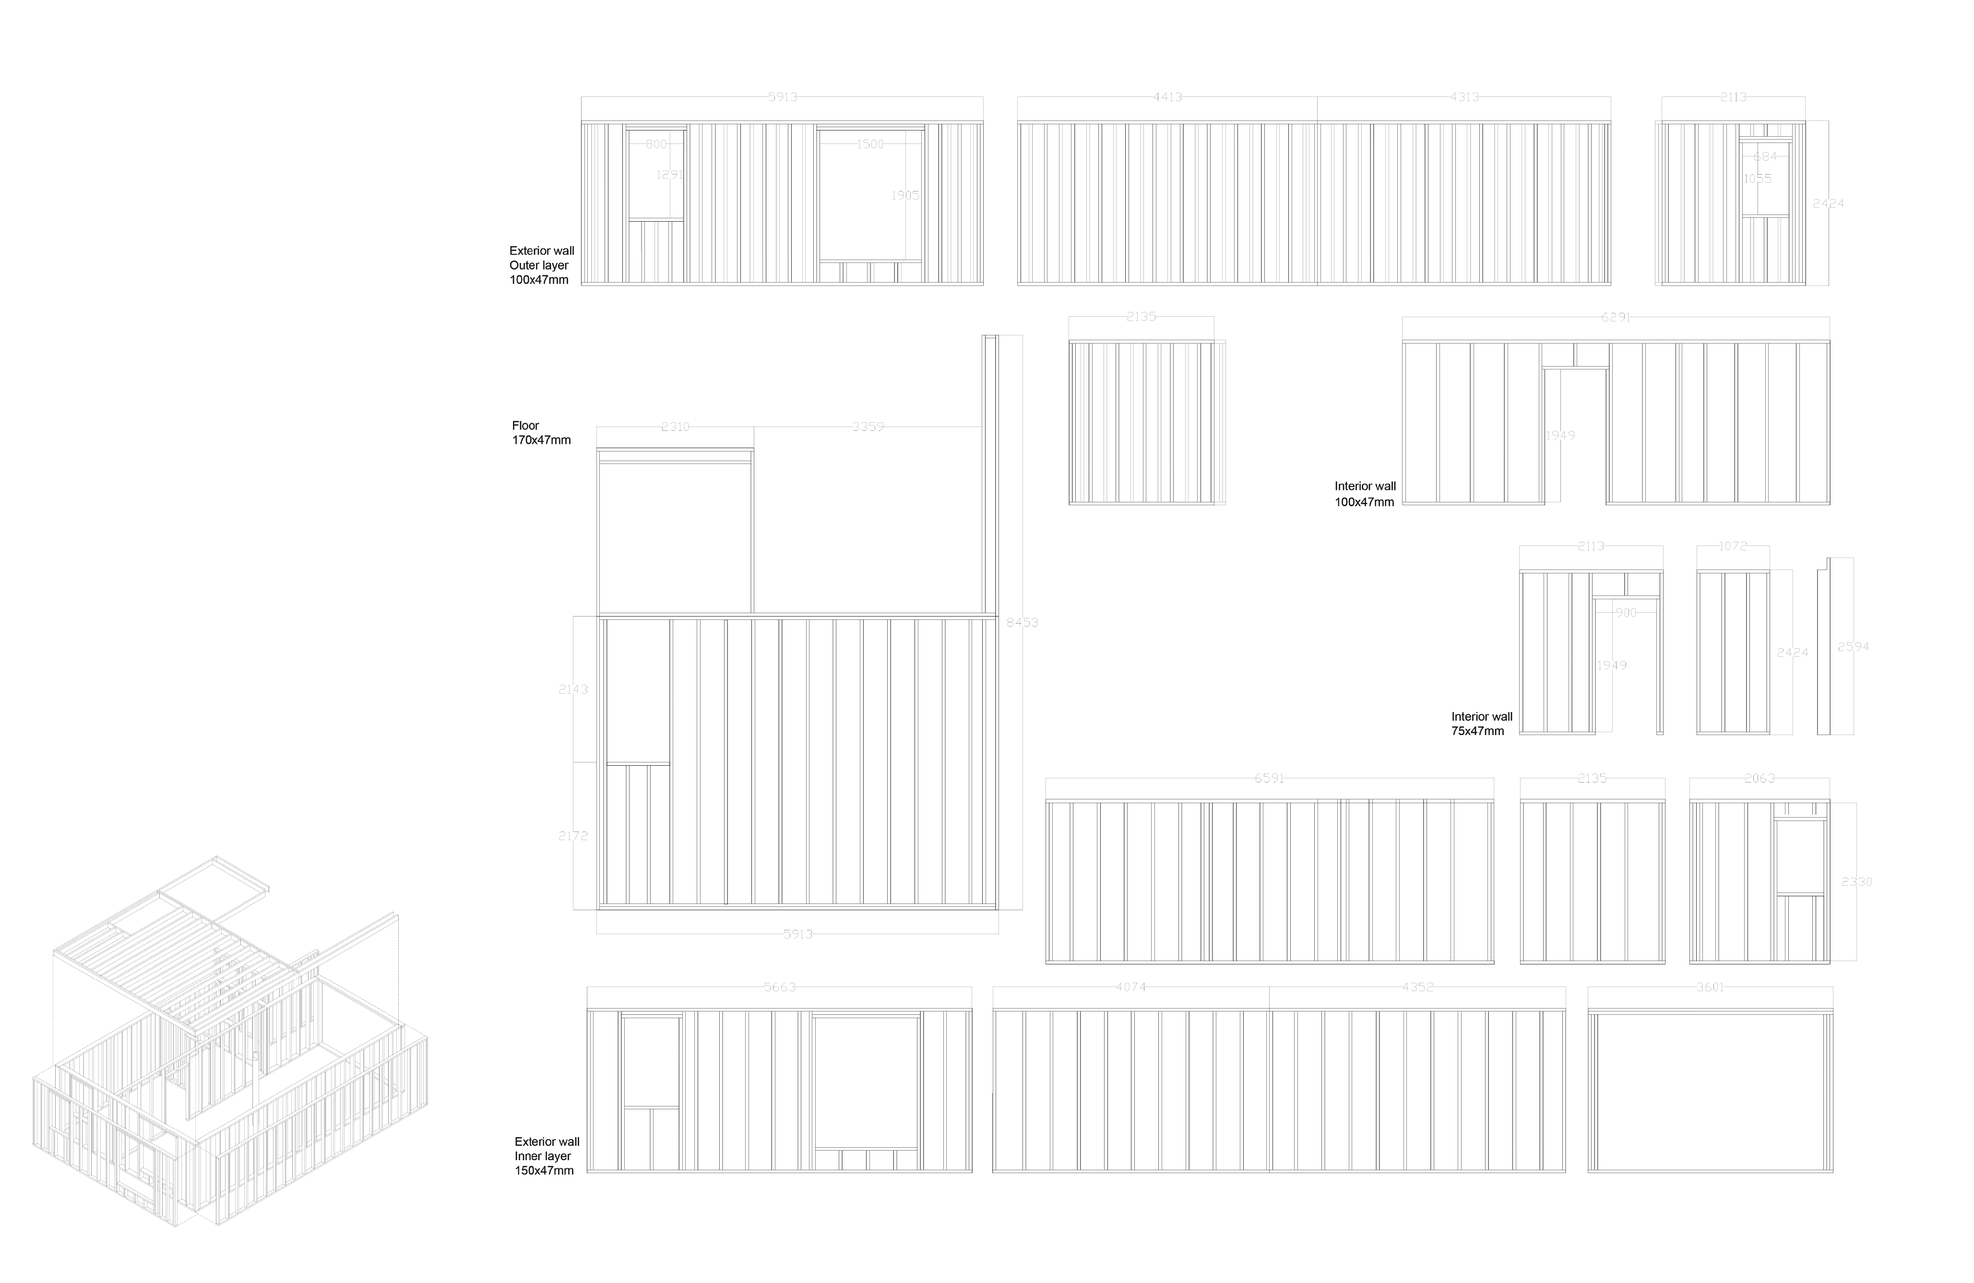 5913
4413
4313
2113
800
1500
684
1291
1055
1905
2424
Exterior wall
Outer layer
100x47mm
2135
6291
Floor
170x47mm
2310
3359
1949
Interior wall
100x47mm
2113
1072
900
8453
2424
2594
1949
2143
Interior wall
75x47mm
6591
2135
2063
2172
2330
5913
5663
4074
4352
3601
Exterior wall
Inner layer
150x47mm